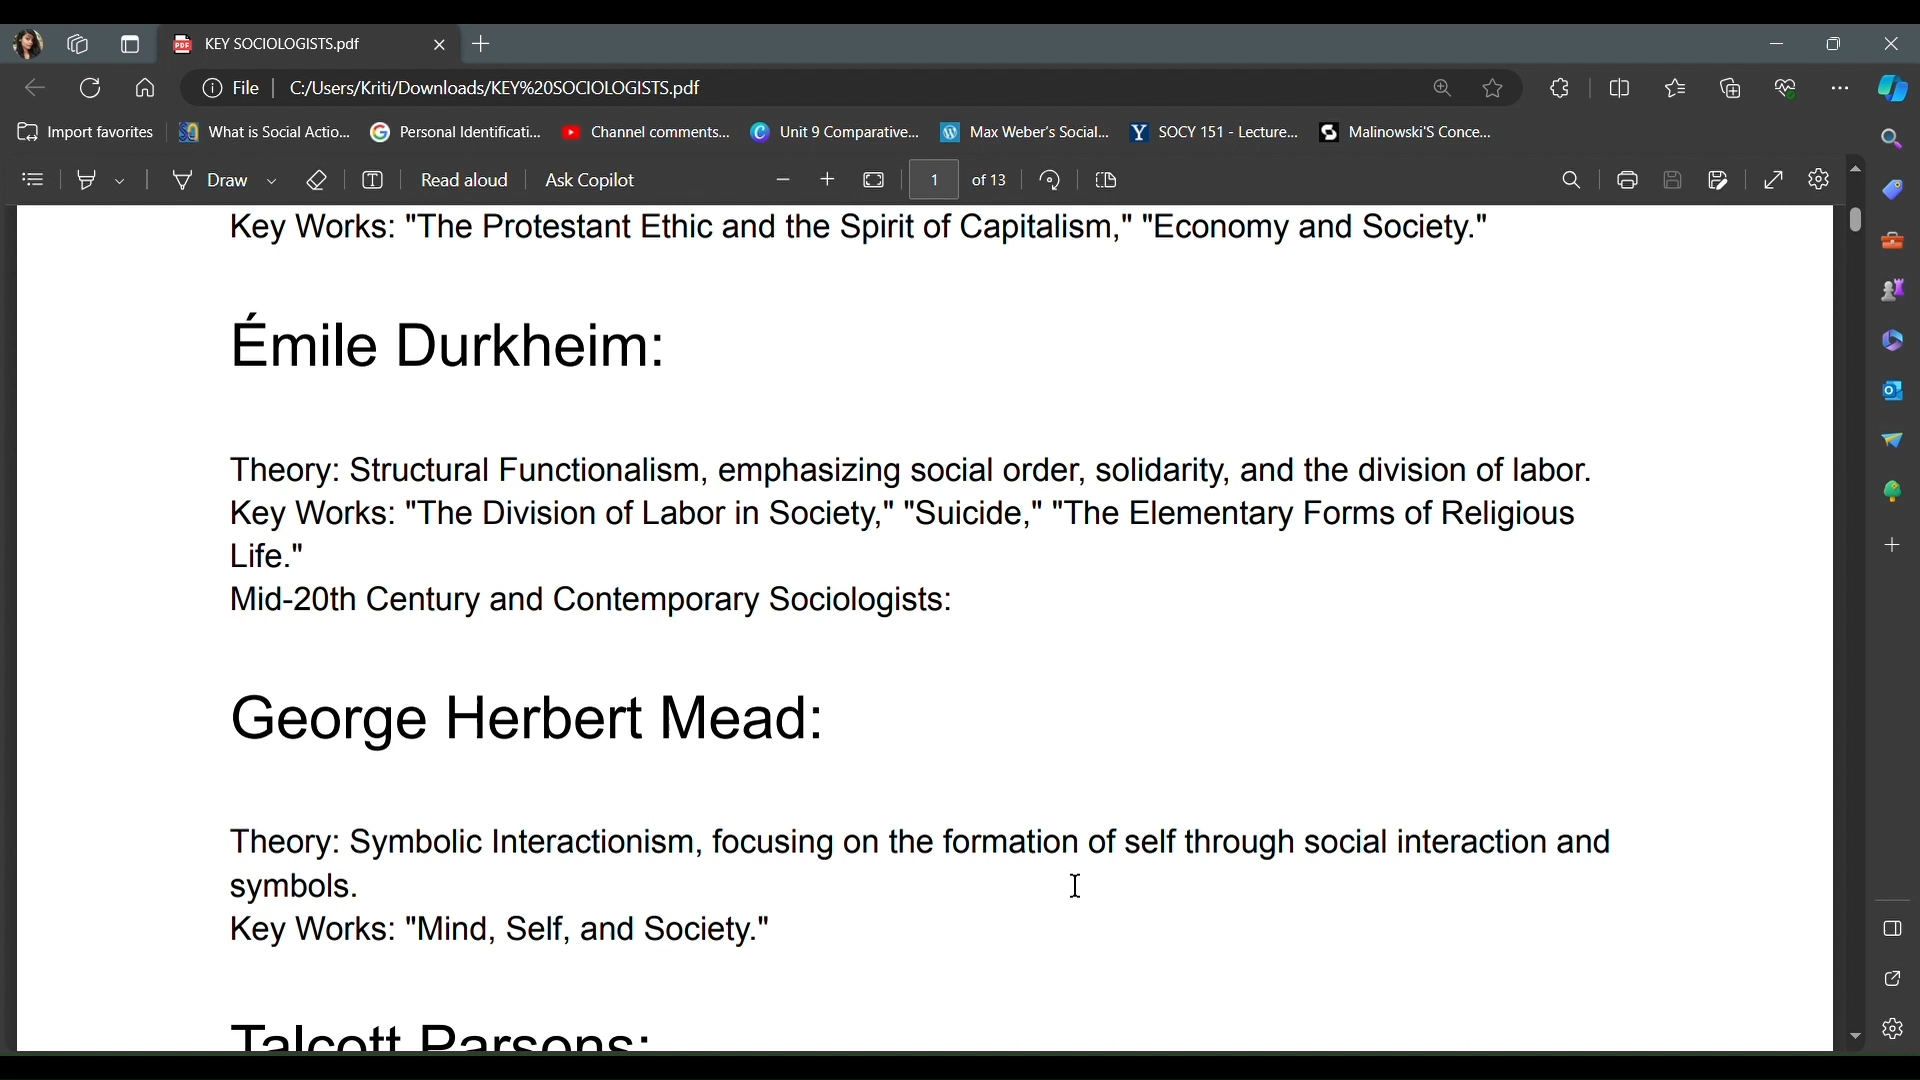 KEY SOCIOLOGISTS.pdf
File
C:/Users/Kriti/Downloads/KEY%20SOCIOLOGISTS.pdf
Import favorites
What is Social Actio...
Personal Identificati...
Channel comments...
Unit 9 Comparative...
Max Weber's Social...
SOCY 151 - Lecture...
Malinowski'S Conce...
Draw
Read aloud
Ask Copilot
1
of 13
Key Works: "The Protestant Ethic and the Spirit of Capitalism," "Economy and Society."
Émile Durkheim:
Theory: Structural Functionalism, emphasizing social order, solidarity, and the division of labor.
Key Works: "The Division of Labor in Society," "Suicide," "The Elementary Forms of Religious
Life."
Mid-20th Century and Contemporary Sociologists:
George Herbert Mead:
Theory: Symbolic Interactionism, focusing on the formation of self through social interaction and
symbols.
Key Works: "Mind, Self, and Society."
Talcott Parsons: